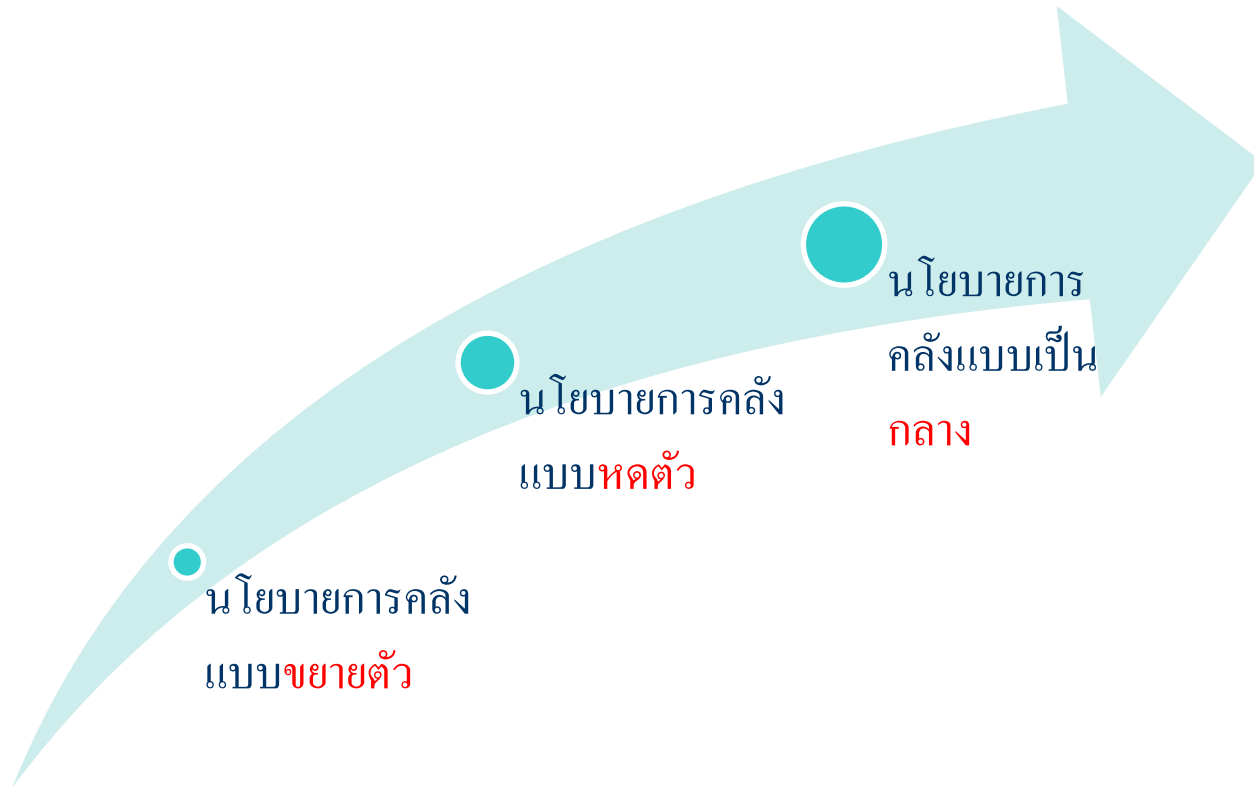 นโยบายการ
คลังแบบเป็น
กลาง
นโยบายการคลัง
แบบหดตัว
นโยบายการคลัง
แบบขยายตัว